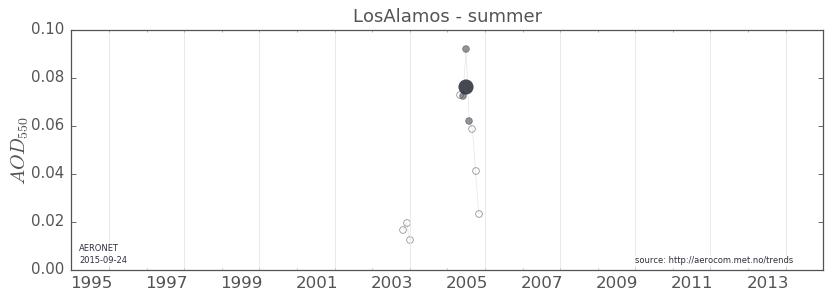 LosAlamos - summer
0.10
0.08
0.06
0.04
0.02
0.00
AOD550
AERONET
2015-09-24
source: http://aerocom.met.no/trends
1995 1997 1999 2001 2003 2005 2007 2009 2011 2013